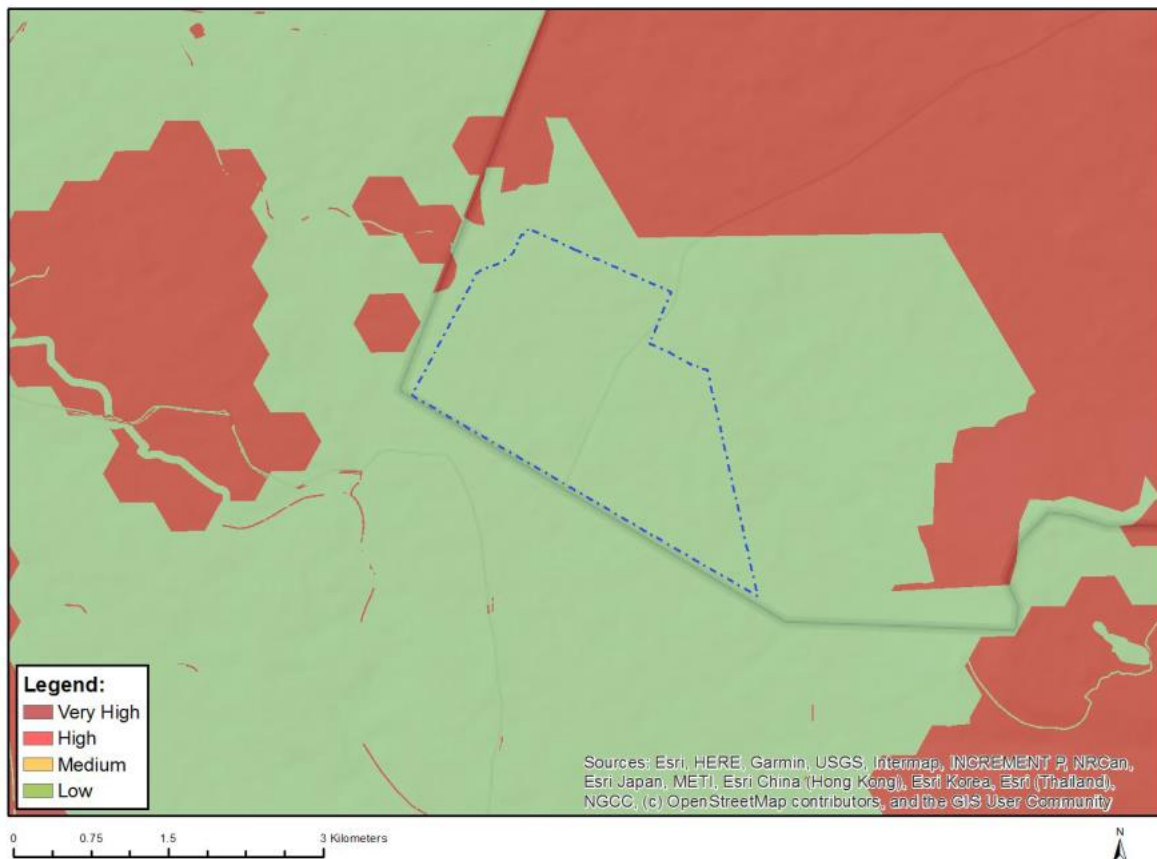 Legend:
Very High
High
Medium
Low
Sources: Esri, HERE, Garmin, USGS, Intermap, INCREMENT P, NRCan,
Esri Japan, METI, Esri China (Hong Kong), Esri Korea, Esri (Thailand),
NGCC, (c) OpenStreetMap contributors, and the GIS User Community
0 0.75 1.5 3 Kilometers
N